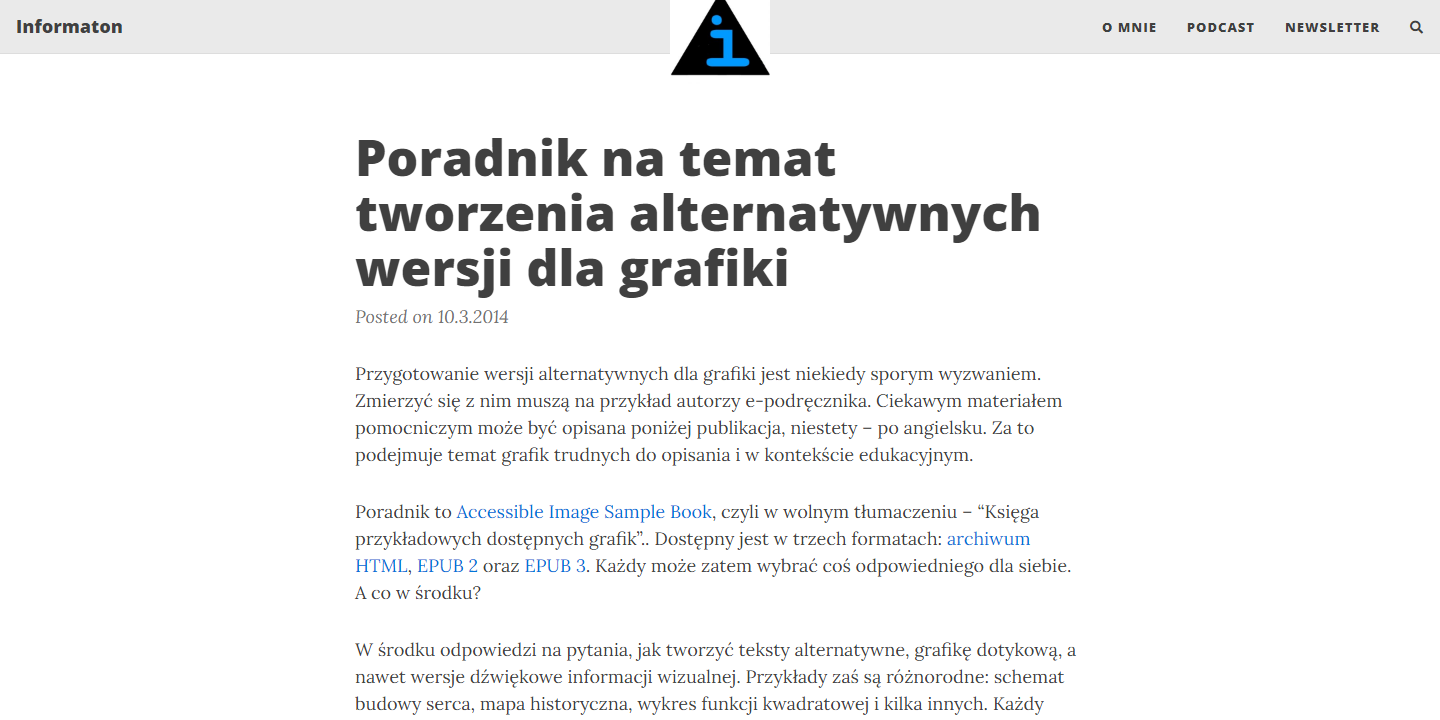 Informaton
i
O MNIE
PODCAST
NEWSLETTER
Poradnik na temat
tworzenia alternatywnych
wersji dla grafiki
Posted on 10.3.2014
Przygotowanie wersji alternatywnych dla grafiki jest niekiedy sporym wyzwaniem.
Zmierzyć się z nim muszą na przykład autorzy e-podręcznika. Ciekawym materiałem
pomocniczym może być opisana poniżej publikacja, niestety – po angielsku. Za to
podejmuje temat grafik trudnych do opisania i w kontekście edukacyjnym.
Poradnik to Accessible Image Sample Book, czyli w wolnym tłumaczeniu – “Księga
przykładowych dostępnych grafik”.. Dostępny jest w trzech formatach: archiwum
HTML, EPUB 2 oraz EPUB 3. Każdy może zatem wybrać coś odpowiedniego dla siebie.
A co w środku?
W środku odpowiedzi na pytania, jak tworzyć teksty alternatywne, grafikę dotykową, a
nawet wersje dźwiękowe informacji wizualnej. Przykłady zaś są różnorodne: schemat
budowy serca, mapa historyczna, wykres funkcji kwadratowej i kilka innych. Każdy